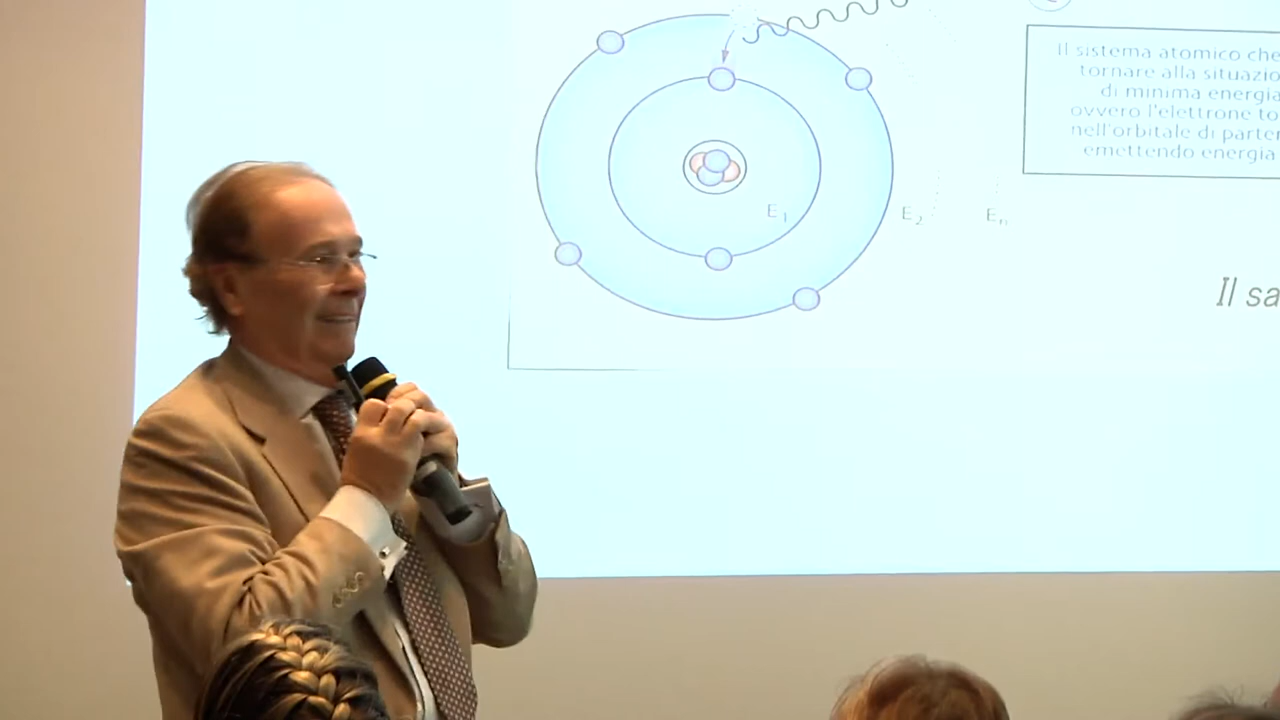 Il sistema atomico che
tornare alla situazio
di minima energia
ovvero l'elettrone to
nell'orbitale di parten
emettendo energia
E1
E2
En
Il sa